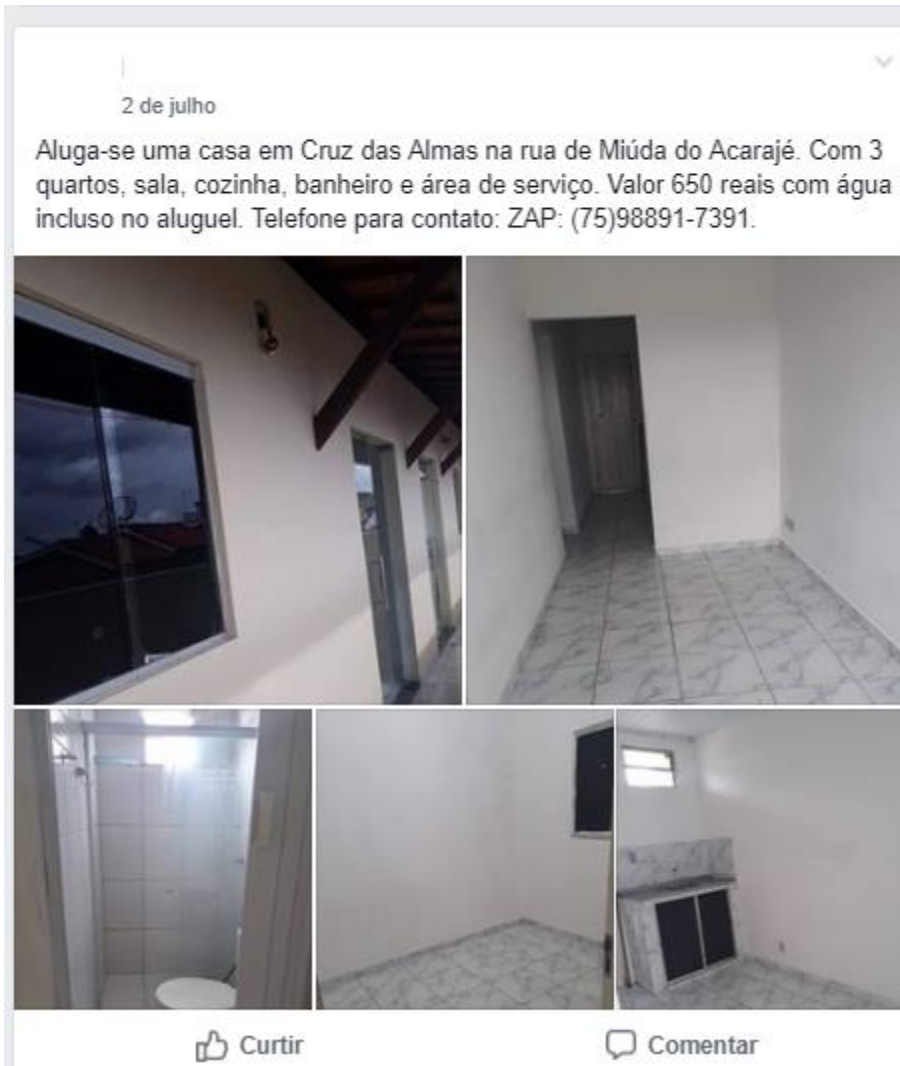 2 de julho
Aluga-se uma casa em Cruz das Almas na rua de Miúda do Acarajé. Com 3
quartos, sala, cozinha, banheiro e área de serviço. Valor 650 reais com água
incluso no aluguel. Telefone para contato: ZAP: (75)98891-7391.
Curtir
Comentar